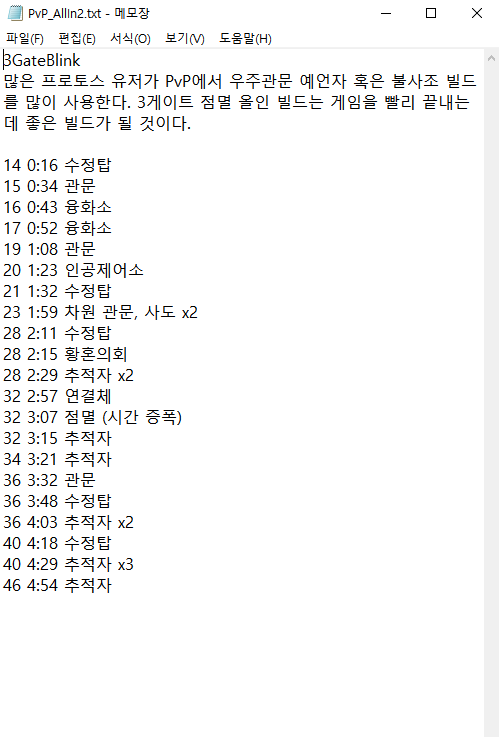 PvP_AllIn2.txt - 메모장
파일(F) 편집(E) 서식(O) 보기(V) 도움말(H)
3GateBlink
많은 프로토스 유저가 PvP에서 우주관문 예언자 혹은 불사조 빌드
를 많이 사용한다. 3게이트 점멸 올인 빌드는 게임을 빨리 끝내는
데 좋은 빌드가 될 것이다.
14 0:16 수정탑
15 0:34 관문
16 0:43 융화소
17 0:52 융화소
19 1:08 관문
20 1:23 인공제어소
21 1:32 수정탑
23 1:59 차원 관문, 사도 x2
28 2:11 수정탑
28 2:15 황혼의회
28 2:29 추적자 x2
32 2:57 연결체
32 3:07 점멸 (시간 증폭)
32 3:15 추적자
34 3:21 추적자
36 3:32 관문
36 3:48 수정탑
36 4:03 추적자 x2
40 4:18 수정탑
40 4:29 추적자 x3
46 4:54 추적자